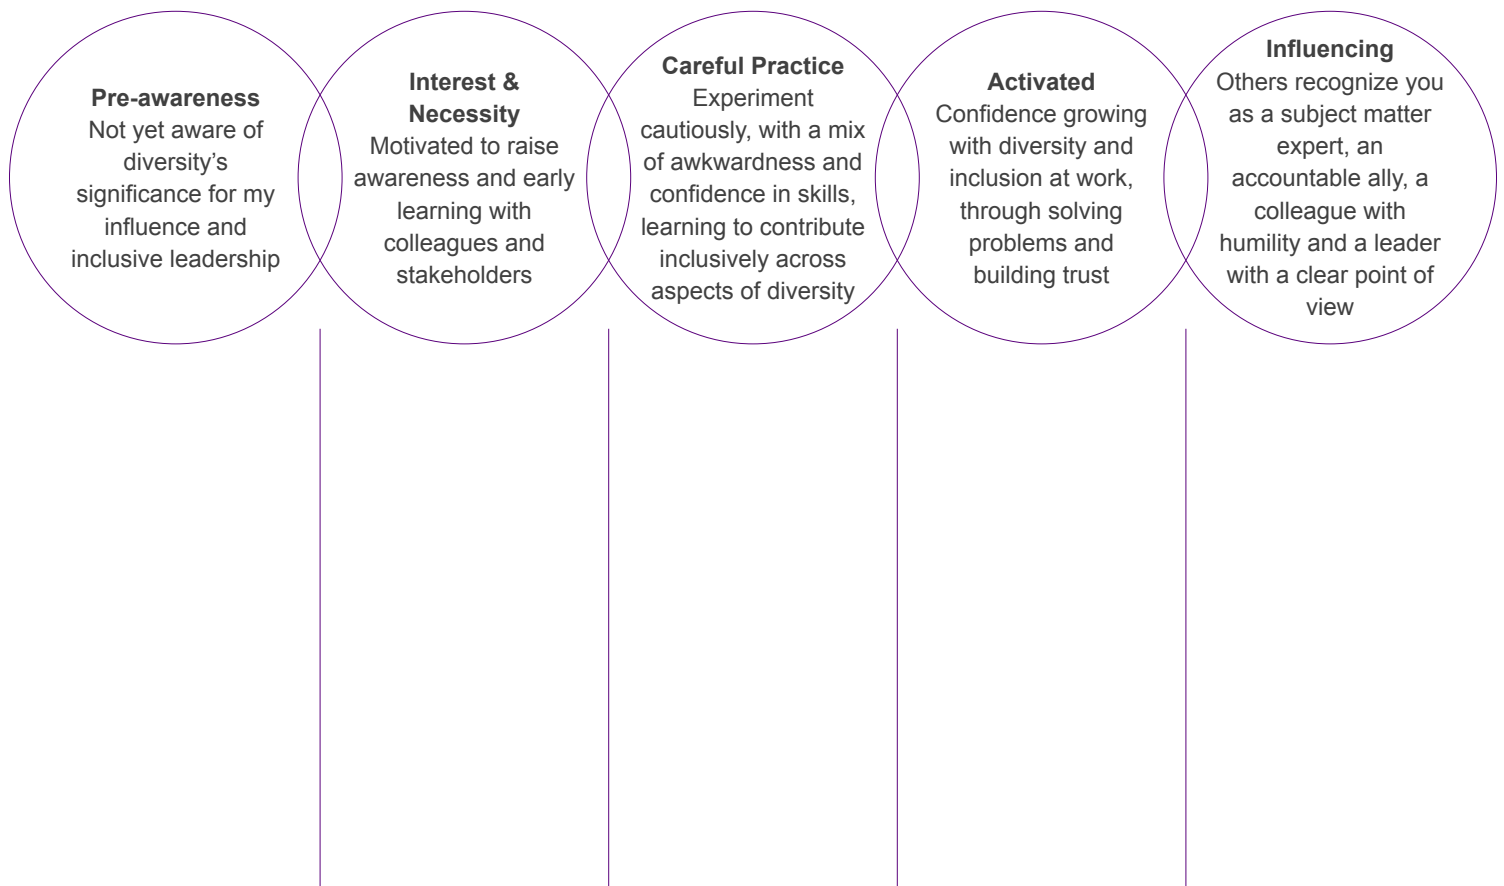 Pre-awareness
Not yet aware of
diversity’s
significance for my
influence and
inclusive leadership
Interest &
Necessity
Motivated to raise
awareness and early
learning with
colleagues and
stakeholders
Careful Practice
Experiment
cautiously, with a mix
of awkwardness and
confidence in skills,
learning to contribute
inclusively across
aspects of diversity
Activated
Confidence growing
with diversity and
inclusion at work,
through solving
problems and
building trust
Influencing
Others recognize you
as a subject matter
expert, an
accountable ally, a
colleague with
humility and a leader
with a clear point of
view